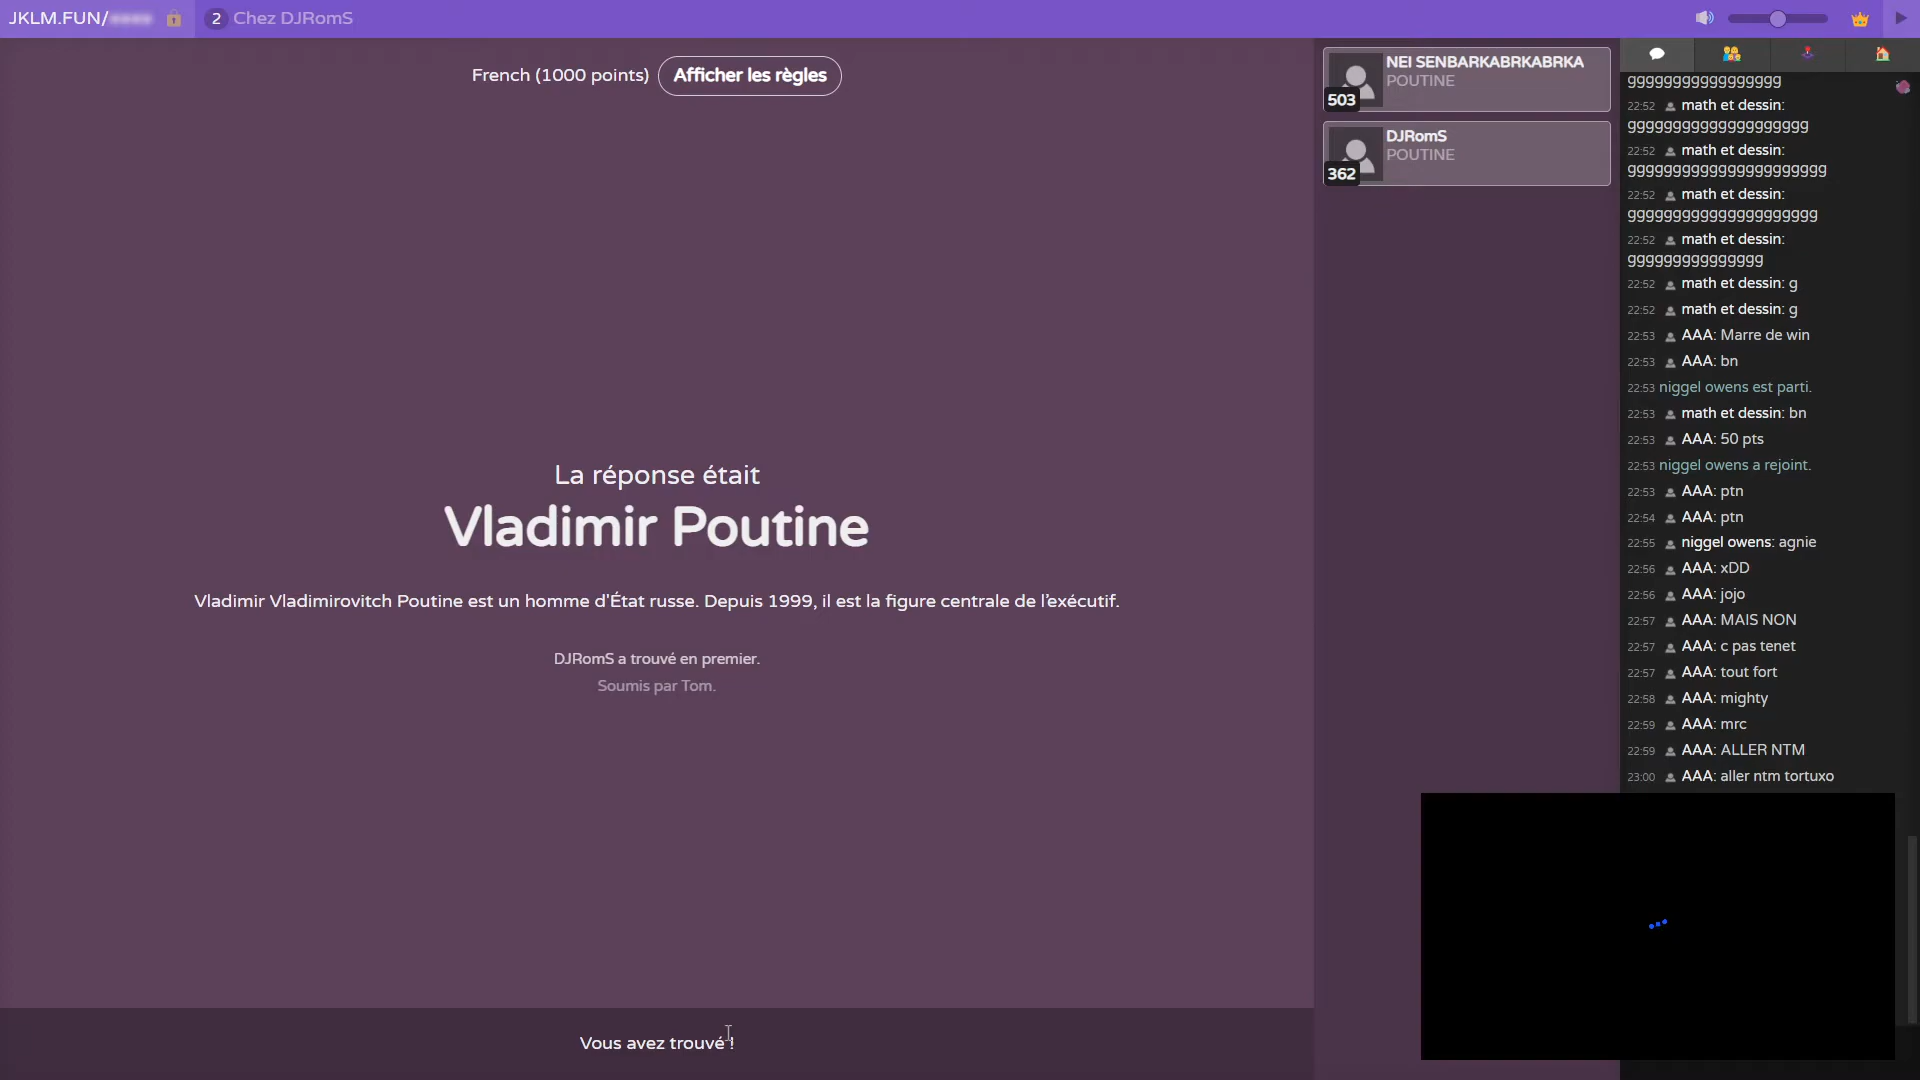 JKLM.FUN/
2 Chez DJRomS
French (1000 points) Afficher les règles
La réponse était
Vladimir Poutine
Vladimir Vladimirovitch Poutine est un homme d'État russe. Depuis 1999, il est la figure centrale de l'exécutif.
DJRomS a trouvé en premier.
Soumis par Tom.
Vous avez trouvé !
NEI SENBARKABRKABRKA
POUTINE
503
DJRomS
POUTINE
362
ggggggggggggggggg
22:52 math et dessin:
gggggggggggggggggggg
22:52 math et dessin:
gggggggggggggggggggggg
22:52 math et dessin:
ggggggggggggggggggggg
22:52 math et dessin:
ggggggggggggggg
22:52 math et dessin: g
22:52 math et dessin: g
22:53 AAA: Marre de win
22:53 AAA: bn
22:53 niggel owens est parti.
22:53 math et dessin: bn
22:53 AAA: 50 pts
22:53 niggel owens a rejoint.
22:53 AAA: ptn
22:54 AAA: ptn
22:55 niggel owens: agnie
22:56 AAA: xDD
22:56 AAA: jojo
22:57 AAA: MAIS NON
22:57 AAA: c pas tenet
22:57 AAA: tout fort
22:58 AAA: mighty
22:59 AAA: mrc
22:59 AAA: ALLER NTM
23:00 AAA: aller ntm tortuxo